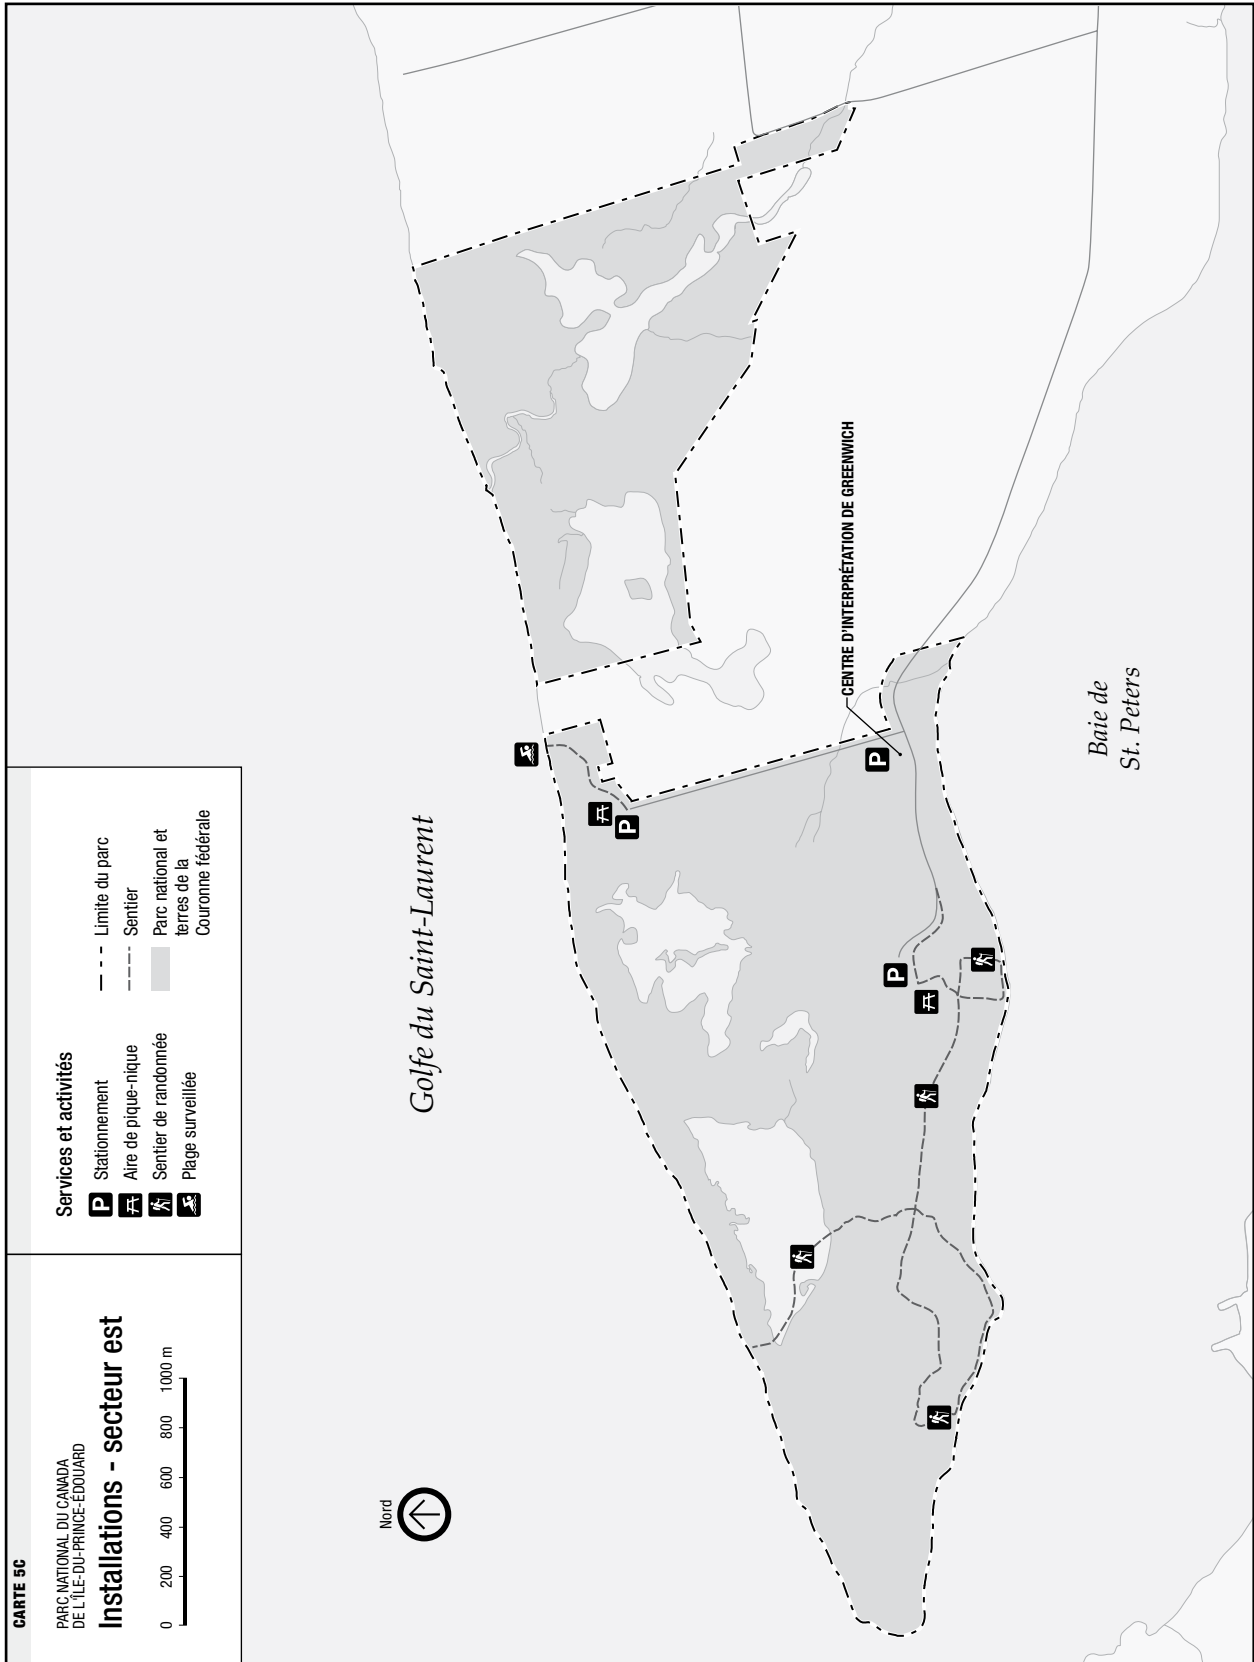 CARTE 5C
PARC NATIONAL DU CANADA
DE L'ÎLE-DU-PRINCE-ÉDOUARD
Installations - secteur est
0 200 400 600 800 1000 m
Services et activités
P Stationnement
Aire de pique-nique
Sentier de randonnée
Plage surveillée
Limite du parc
Sentier
Parc national et
terres de la
Couronne fédérale
Nord
Golfe du Saint-Laurent
P
P
P
CENTRE D'INTERPRÉTATION DE GREENWICH
Baie de
St. Peters